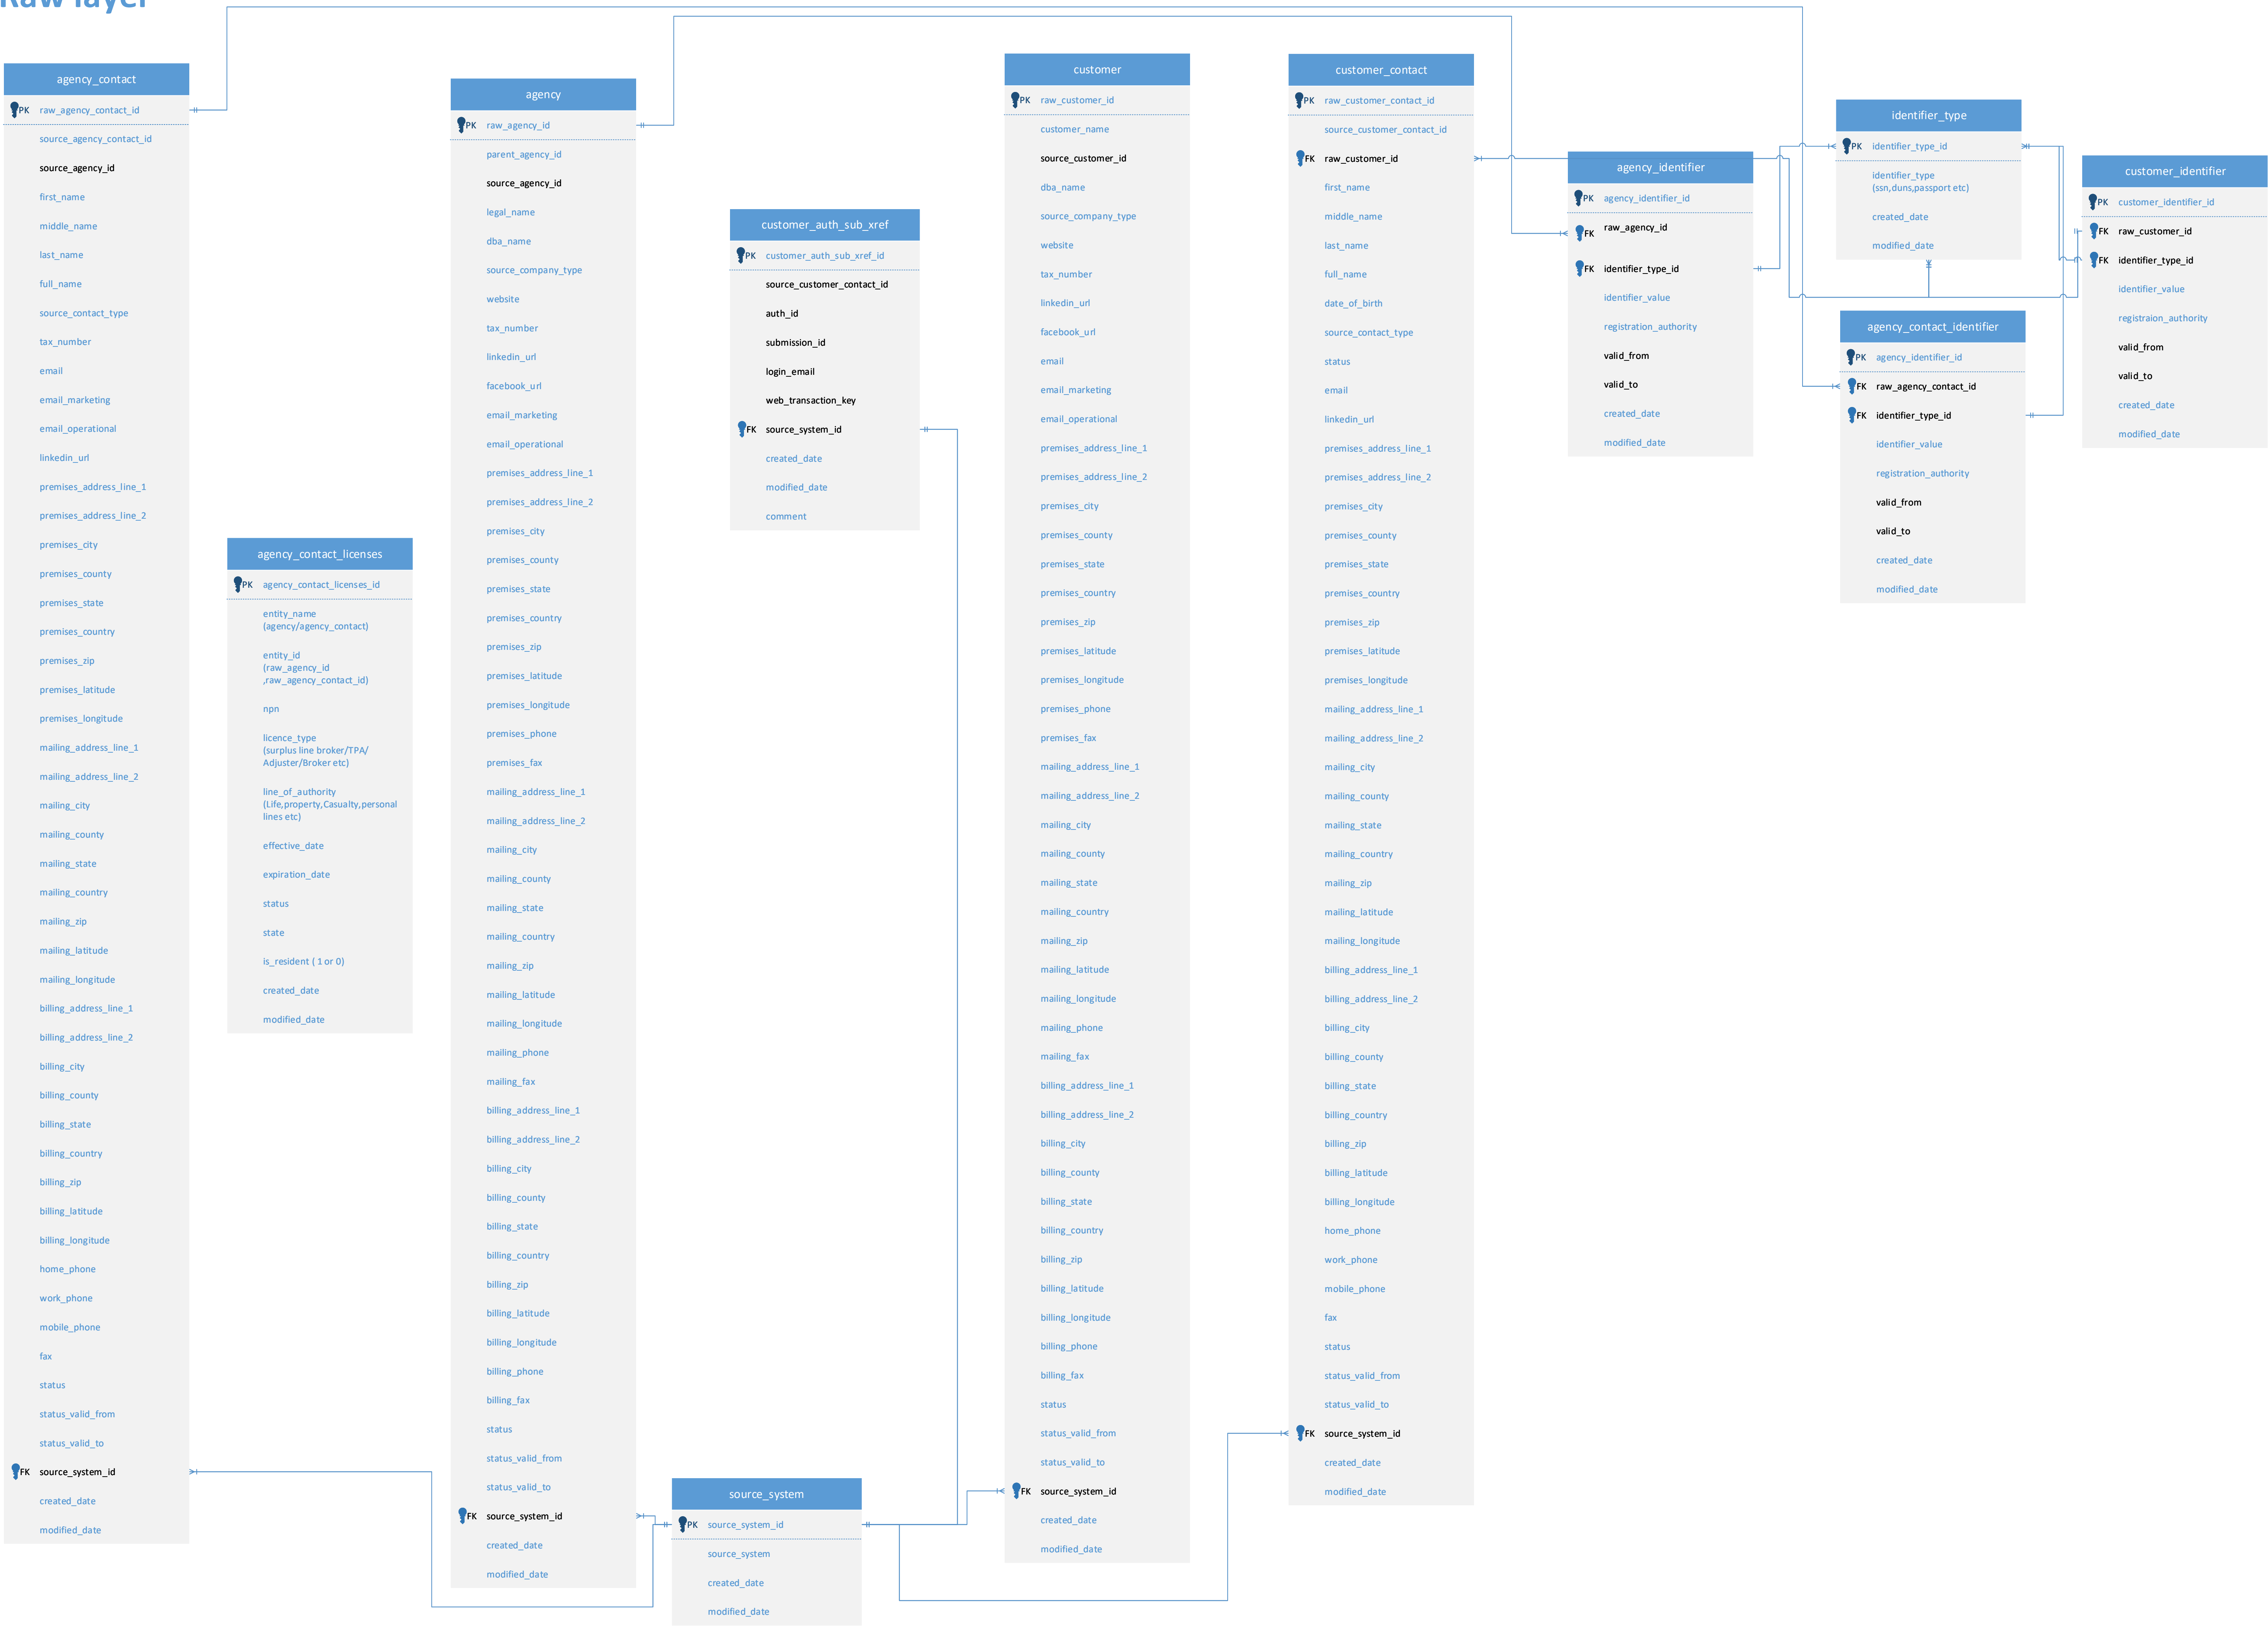 Raw layer
agency_contact
PK raw_agency_contact_id
source_agency_contact_id
source_agency_id
first_name
middle_name
last_name
full_name
source_contact_type
tax_number
email
email_marketing
email_operational
linkedin_url
premises_address_line_1
premises_address_line_2
premises_city
premises_county
premises_state
premises_country
premises_zip
premises_latitude
premises_longitude
mailing_address_line_1
mailing_address_line_2
mailing_city
mailing_county
mailing_state
mailing_country
mailing_zip
mailing_latitude
mailing_longitude
billing_address_line_1
billing_address_line_2
billing_city
billing_county
billing_state
billing_country
billing_zip
billing_latitude
billing_longitude
home_phone
work_phone
mobile_phone
fax
status
status_valid_from
status_valid_to
FK source_system_id
created_date
modified_date
agency_contact_licenses
PK agency_contact_licenses_id
entity_name
(agency/agency_contact)
entity_id
(raw_agency_id
,raw_agency_contact_id)
npn
licence_type
(surplus line broker/TPA/
Adjuster/Broker etc)
line_of_authority
(Life,property,Casualty,personal
lines etc)
effective_date
expiration_date
status
state
is_resident ( 1 or 0)
created_date
modified_date
agency
PK raw_agency_id
parent_agency_id
source_agency_id
legal_name
dba_name
source_company_type
website
tax_number
linkedin_url
facebook_url
email_marketing
email_operational
premises_address_line_1
premises_address_line_2
premises_city
premises_county
premises_state
premises_country
premises_zip
premises_latitude
premises_longitude
premises_phone
premises_fax
mailing_address_line_1
mailing_address_line_2
mailing_city
mailing_county
mailing_state
mailing_country
mailing_zip
mailing_latitude
mailing_longitude
mailing_phone
mailing_fax
billing_address_line_1
billing_address_line_2
billing_city
billing_county
billing_state
billing_country
billing_zip
billing_latitude
billing_longitude
billing_phone
billing_fax
status
status_valid_from
status_valid_to
FK source_system_id
created_date
modified_date
customer_auth_sub_xref
PK customer_auth_sub_xref_id
source_customer_contact_id
auth_id
submission_id
login_email
web_transaction_key
FK source_system_id
created_date
modified_date
comment
source_system
PK source_system_id
source_system
created_date
modified_date
customer
PK raw_customer_id
customer_name
source_customer_id
dba_name
source_company_type
website
tax_number
linkedin_url
facebook_url
email
email_marketing
email_operational
premises_address_line_1
premises_address_line_2
premises_city
premises_county
premises_state
premises_country
premises_zip
premises_latitude
premises_longitude
premises_phone
premises_fax
mailing_address_line_1
mailing_address_line_2
mailing_city
mailing_county
mailing_state
mailing_country
mailing_zip
mailing_latitude
mailing_longitude
mailing_phone
mailing_fax
billing_address_line_1
billing_address_line_2
billing_city
billing_county
billing_state
billing_country
billing_zip
billing_latitude
billing_longitude
billing_phone
billing_fax
status
status_valid_from
status_valid_to
FK source_system_id
created_date
modified_date
customer_contact
PK raw_customer_contact_id
source_customer_contact_id
FK raw_customer_id
first_name
middle_name
last_name
full_name
date_of_birth
source_contact_type
status
email
linkedin_url
premises_address_line_1
premises_address_line_2
premises_city
premises_county
premises_state
premises_country
premises_zip
premises_latitude
premises_longitude
mailing_address_line_1
mailing_address_line_2
mailing_city
mailing_county
mailing_state
mailing_country
mailing_zip
mailing_latitude
mailing_longitude
billing_address_line_1
billing_address_line_2
billing_city
billing_county
billing_state
billing_country
billing_zip
billing_latitude
billing_longitude
home_phone
work_phone
mobile_phone
fax
status
status_valid_from
status_valid_to
FK source_system_id
created_date
modified_date
agency_identifier
PK agency_identifier_id
FK raw_agency_id
FK identifier_type_id
identifier_value
registration_authority
valid_from
valid_to
created_date
modified_date
identifier_type
PK identifier_type_id
identifier_type
(ssn,duns,passport etc)
created_date
modified_date
agency_contact_identifier
PK agency_identifier_id
FK raw_agency_contact_id
FK identifier_type_id
identifier_value
registration_authority
valid_from
valid_to
created_date
modified_date
customer_identifier
PK customer_identifier_id
FK raw_customer_id
FK identifier_type_id
identifier_value
registraion_authority
valid_from
valid_to
created_date
modified_date